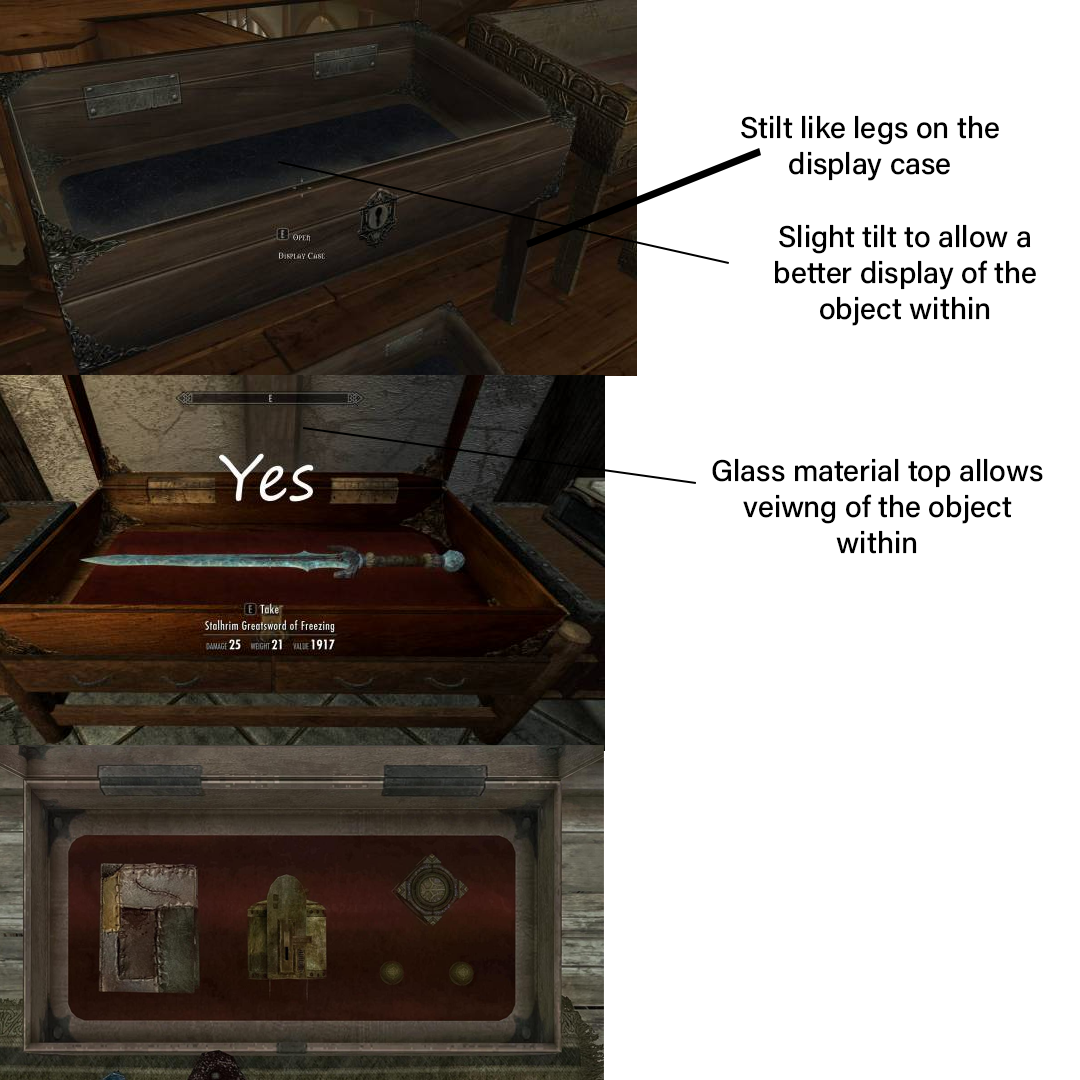 Stilt like legs on the
display case
Slight tilt to allow a
better display of the
object within
E OPEN
DISPLAY CASE
E
Yes
Glass material top allows
veiwng of the object
within
E Take
Stalhrim Greatsword of Freezing
DAMAGE 25 WEIGHT 21 VALUE 1917